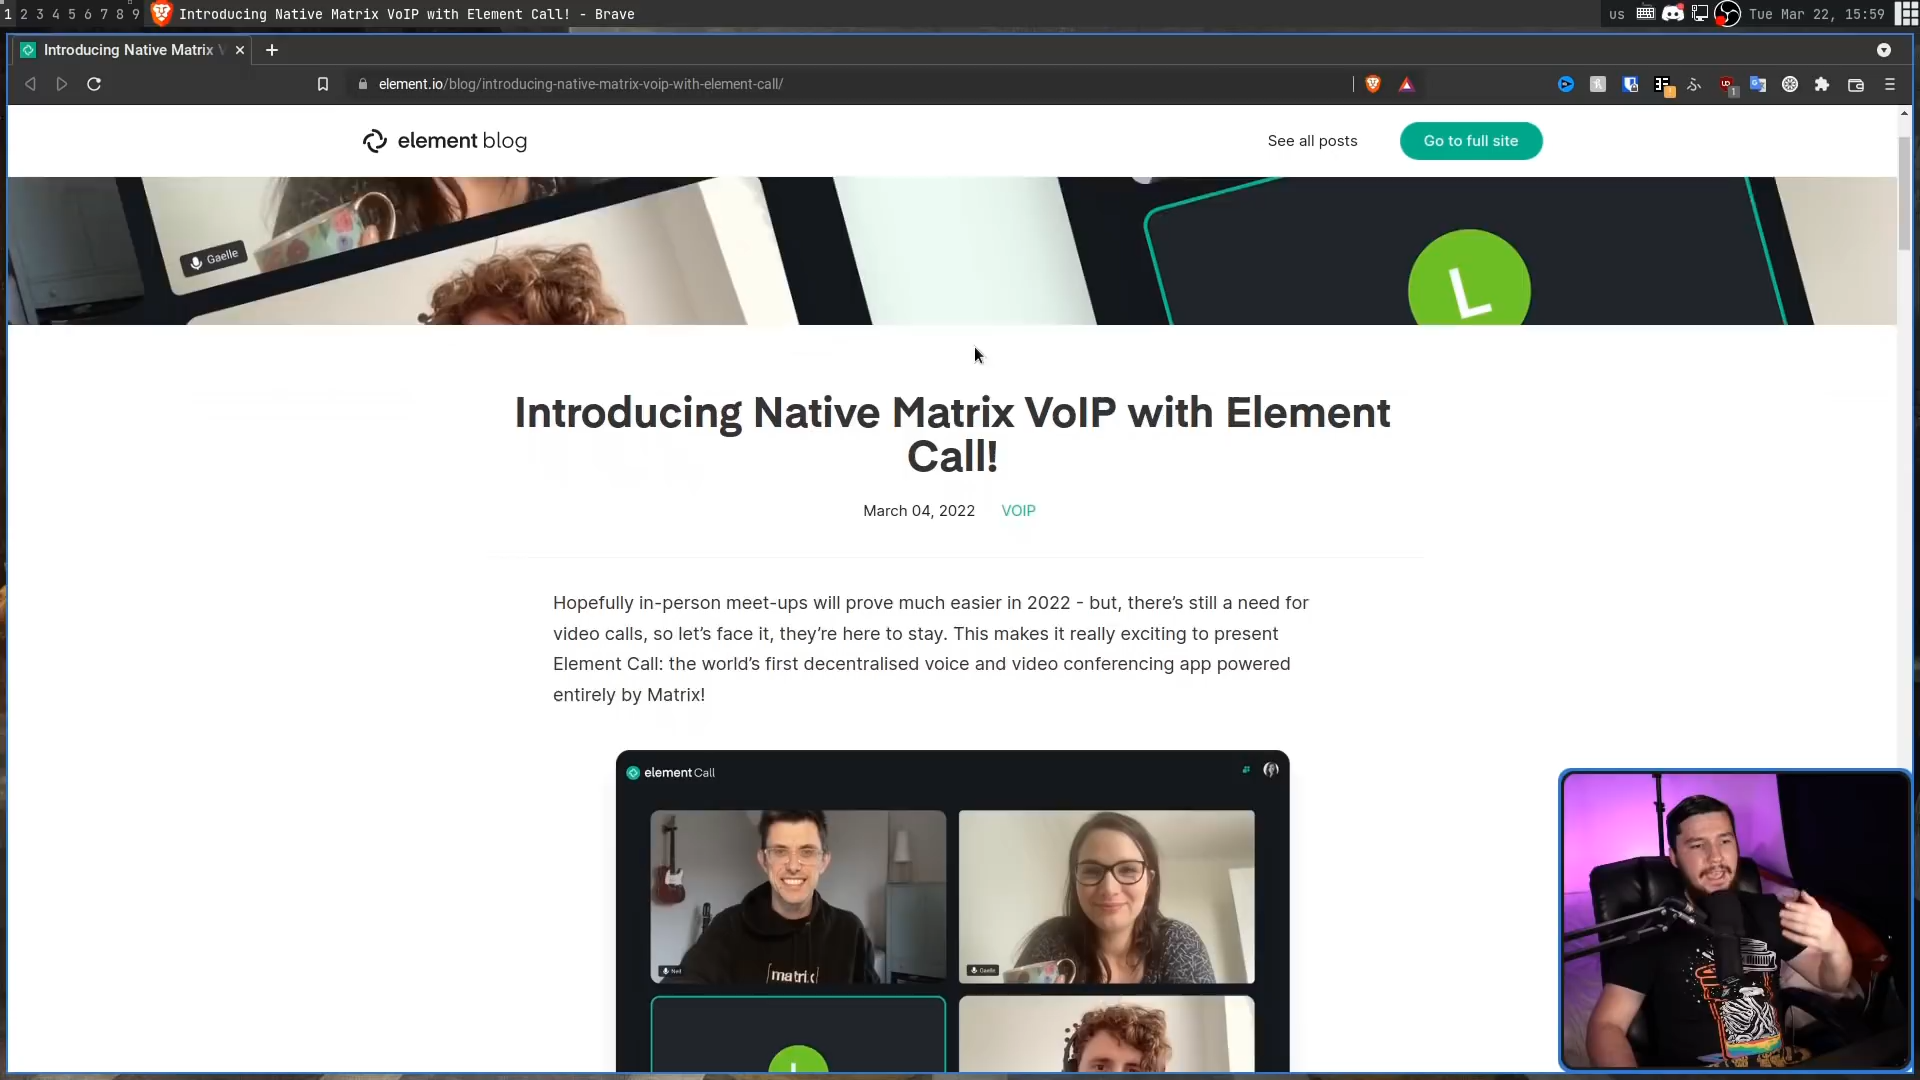 1 2 3 4 5 6 7 8 9 Introducing Native Matrix VoIP with Element Call! - Brave
us Tue Mar 22, 15:59
Introducing Native Matrix V
element.io/blog/introducing-native-matrix-voip-with-element-call/
1
element blog
See all posts
Go to full site
Gaelle
L
Introducing Native Matrix VoIP with Element
Call!
March 04, 2022 VOIP
Hopefully in-person meet-ups will prove much easier in 2022 - but, there’s still a need for
video calls, so let’s face it, they’re here to stay. This makes it really exciting to present
Element Call: the world’s first decentralised voice and video conferencing app powered
entirely by Matrix!
element Call
Neil
Gaelle
[matrix]